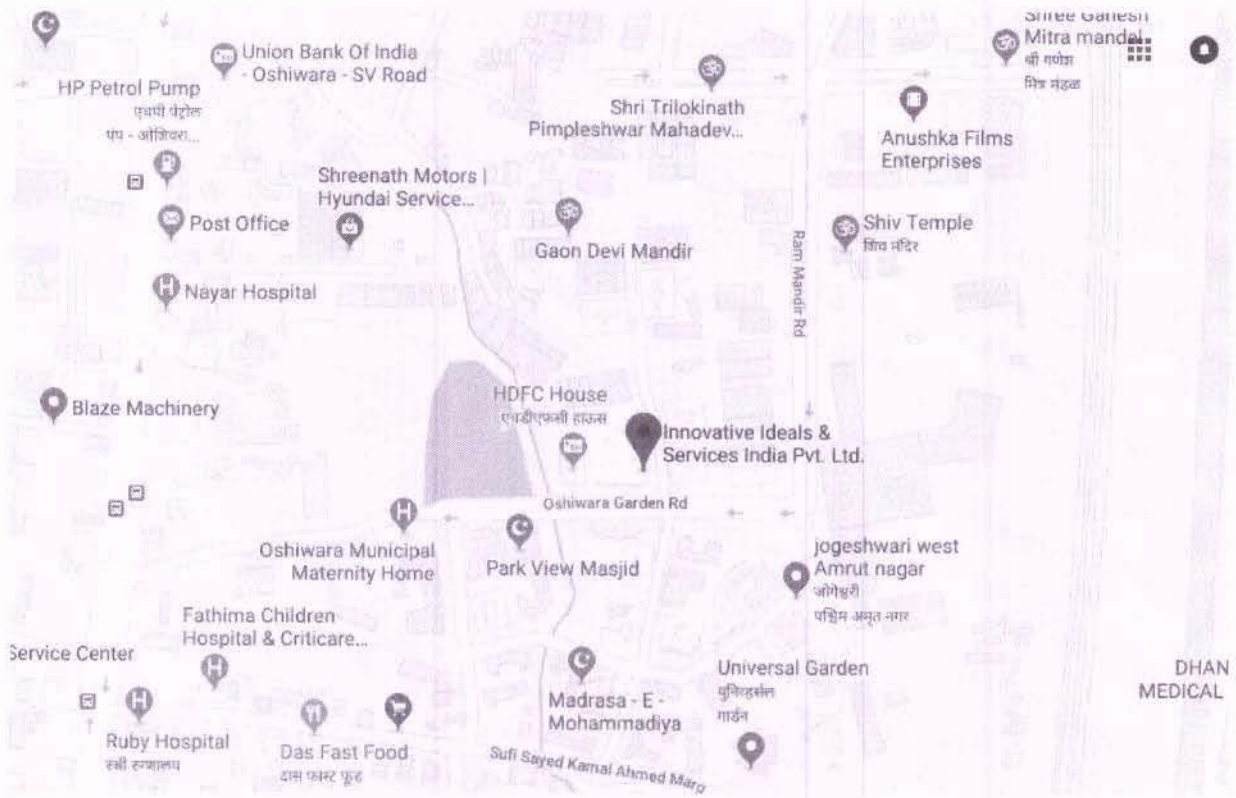 Shree Ganesh
Mitra mandal
श्री गणेश
मित्र मंडळ
Union Bank Of India
- Oshiwara - SV Road
HP Petrol Pump
एचपी पेट्रोल
पंप - ओशिवरा...
Shri Trilokinath
Pimpleshwar Mahadev...
Anushka Films
Enterprises
Shreenath Motors |
Hyundai Service...
Post Office
Gaon Devi Mandir
Shiv Temple
शिव मंदिर
Ram Mandir Rd
Nayar Hospital
HDFC House
एचडीएफसी हाऊस
Blaze Machinery
Innovative Ideals &
Services India Pvt. Ltd.
Oshiwara Garden Rd
Oshiwara Municipal
Maternity Home
Park View Masjid
jogeshwari west
Amrut nagar
जोगेश्वरी
पश्चिम अमृत नगर
Fathima Children
Hospital & Criticare...
Service Center
Universal Garden
युनिव्हर्सल
गार्डन
DHAN
MEDICAL
Madrasa - E -
Mohammadiya
Ruby Hospital
रुबी रुग्णालय
Das Fast Food
दास फास्ट फूड
Sufi Sayed Kamal Ahmed Marg